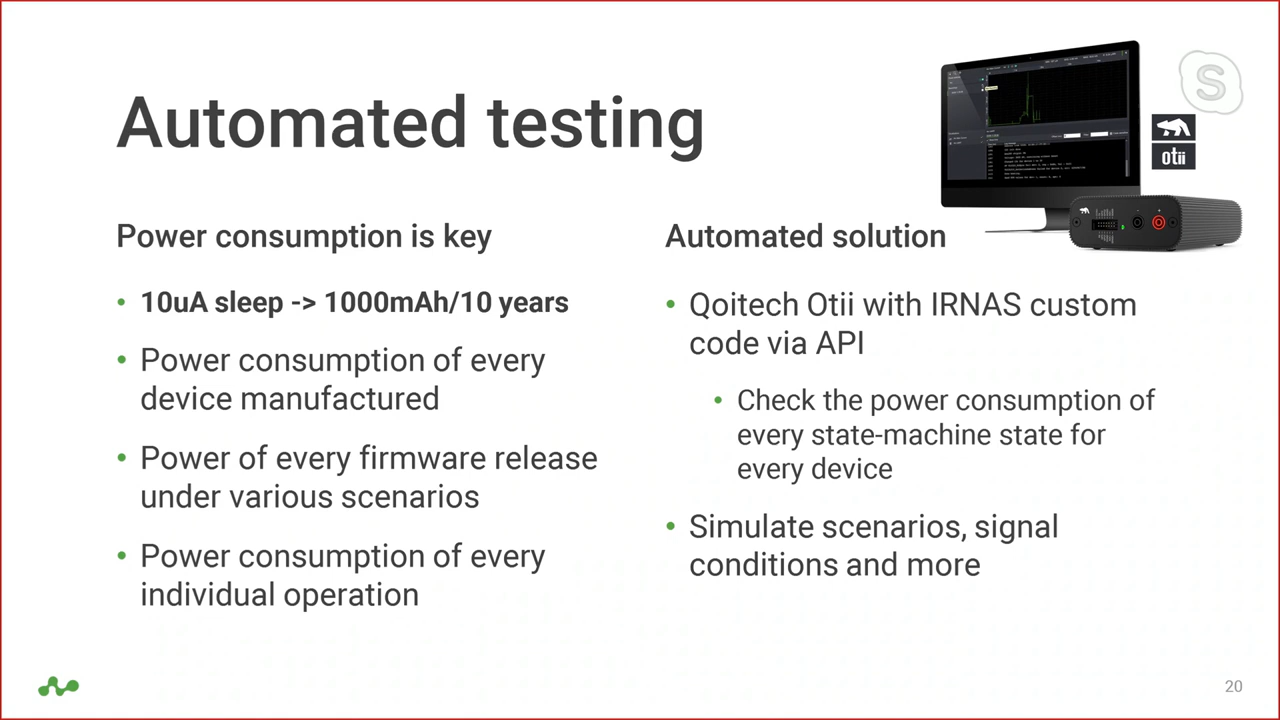 Automated testing
S
otii
Power consumption is key
10uA sleep -> 1000mAh/10 years
Power consumption of every
device manufactured
Power of every firmware release
under various scenarios
Power consumption of every
individual operation
Automated solution
Qoitech Otii with IRNAS custom
code via API
Check the power consumption of
every state-machine state for
every device
Simulate scenarios, signal
conditions and more
20